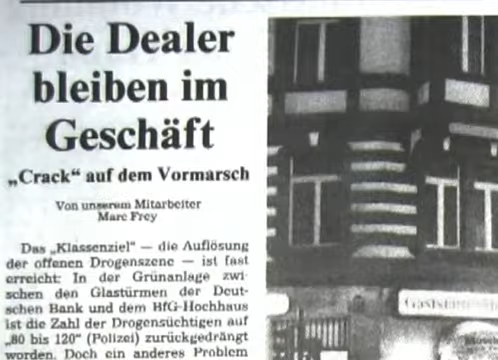 Die Dealer
bleiben im
Geschäft
„Crack“ auf dem Vormarsch
Von unserem Mitarbeiter
Marc Frey
Das „Klassenziel“ — die Auflösung
der offenen Drogenszene — ist fast
erreicht: In der Grünanlage zwi-
schen den Glastürmen der Deut-
schen Bank und dem BfG-Hochhaus
ist die Zahl der Drogensüchtigen auf
„80 bis 120“ (Polizei) zurückgedrängt
worden. Doch ein anderes Problem